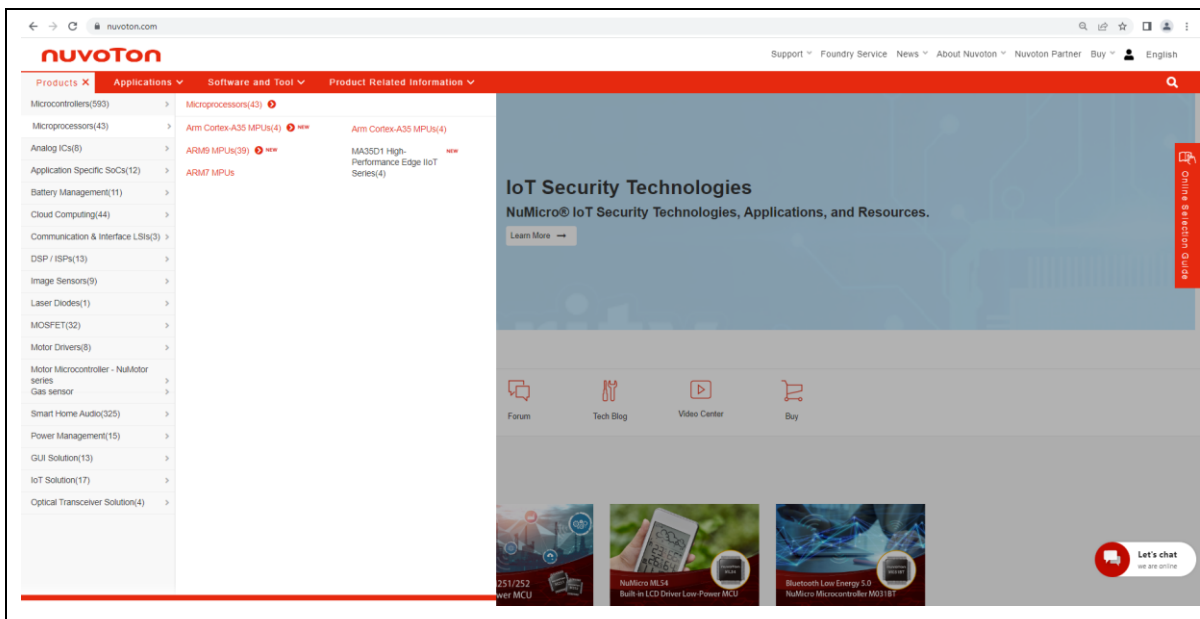 nuvoton.com
nuvoTon
Support Foundry Service News About Nuvoton Nuvoton Partner Buy English
Products Applications Software and Tool Product Related Information
Microcontrollers(593)
Microprocessors(43)
Analog ICs(8)
Application Specific SoCs(12)
Battery Management(11)
Cloud Computing(44)
Communication & Interface LSIs(3)
DSP / ISPs(13)
Image Sensors(9)
Laser Diodes(1)
MOSFET(32)
Motor Drivers(8)
Motor Microcontroller - NuMotor
series
Gas sensor
Smart Home Audio(325)
Power Management(15)
GUI Solution(13)
IoT Solution(17)
Optical Transceiver Solution(4)
Microprocessors(43)
Arm Cortex-A35 MPUs(4) NEW
ARM9 MPUs(39) NEW
ARM7 MPUs
Arm Cortex-A35 MPUs(4)
MA35D1 High- NEW
Performance Edge IIoT
Series(4)
IoT Security Technologies
NuMicro® IoT Security Technologies, Applications, and Resources.
Learn More →
Online Selection Guide
Forum
Tech Blog
Video Center
Buy
251/252
wer MCU
NuMicro ML54
Built-in LCD Driver Low-Power MCU
Bluetooth Low Energy 5.0
NuMicro Microcontroller M031BT
Let's chat
we are online